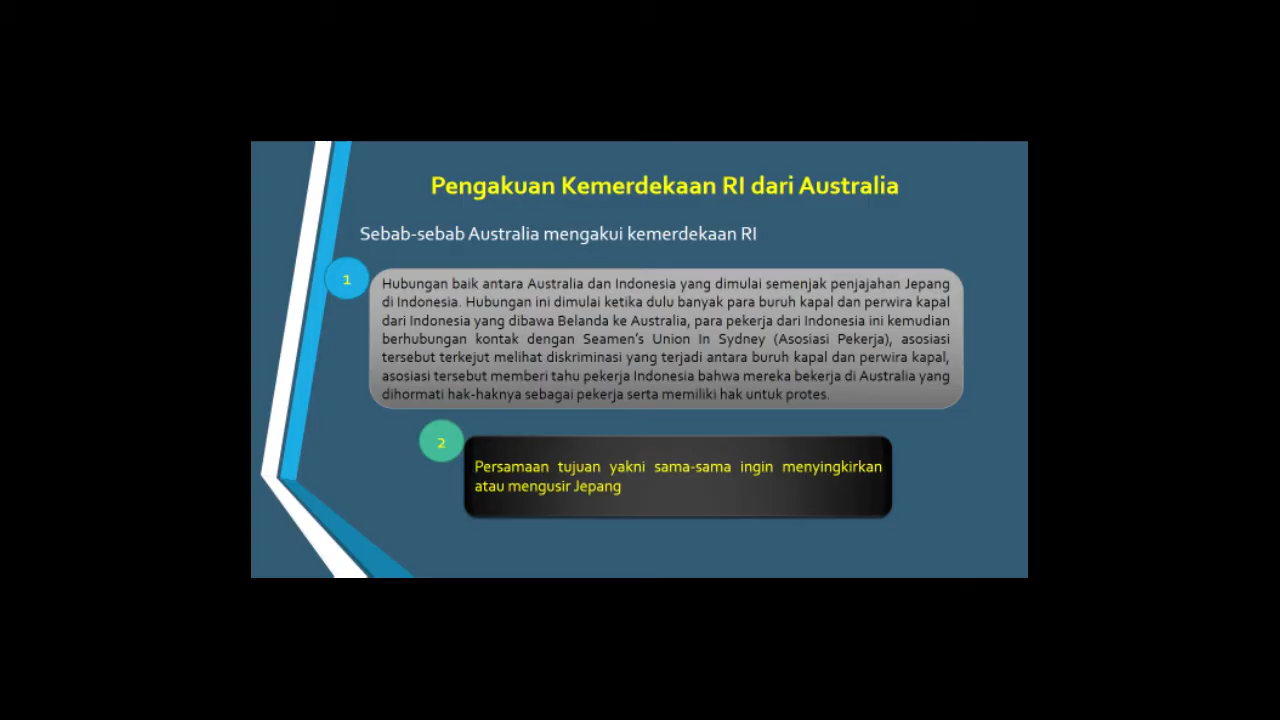 Pengakuan Kemerdekaan RI dari Australia
Sebab-sebab Australia mengakui kemerdekaan RI
1
Hubungan baik antara Australia dan Indonesia yang dimulai semenjak penjajahan Jepang
di Indonesia. Hubungan ini dimulai ketika dulu banyak para buruh kapal dan perwira kapal
dari Indonesia yang dibawa Belanda ke Australia, para pekerja dari Indonesia ini kemudian
berhubungan kontak dengan Seamen's Union In Sydney (Asosiasi Pekerja), asosiasi
tersebut terkejut melihat diskriminasi yang terjadi antara buruh kapal dan perwira kapal,
asosiasi tersebut memberi tahu pekerja Indonesia bahwa mereka bekerja di Australia yang
dihormati hak-haknya sebagai pekerja serta memiliki hak untuk protes.
2
Persamaan tujuan yakni sama-sama ingin menyingkirkan
atau mengusir Jepang